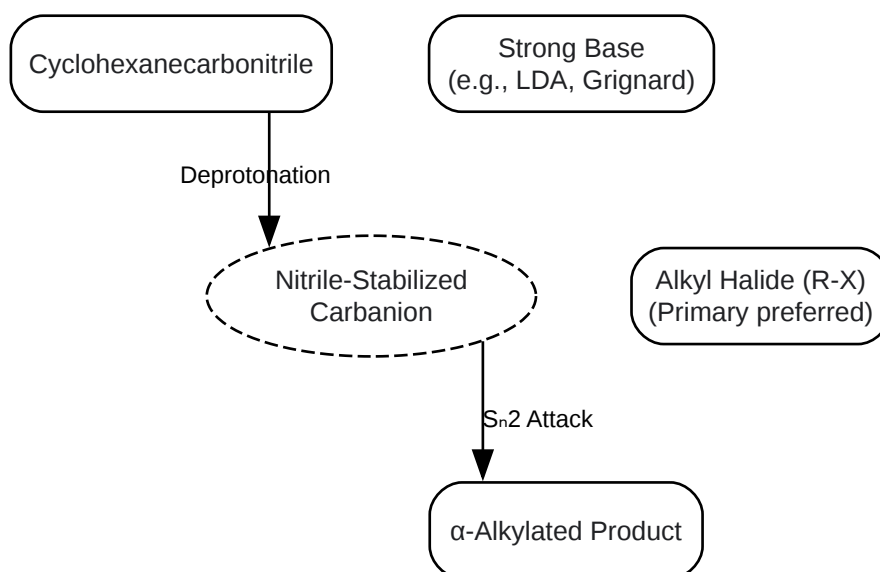 Cyclohexanecarbonitrile
Strong Base
(e.g., LDA, Grignard)
Deprotonation
Nitrile-Stabilized
Carbanion
Alkyl Halide (R-X)
(Primary preferred)
Sₙ2 Attack
α-Alkylated Product